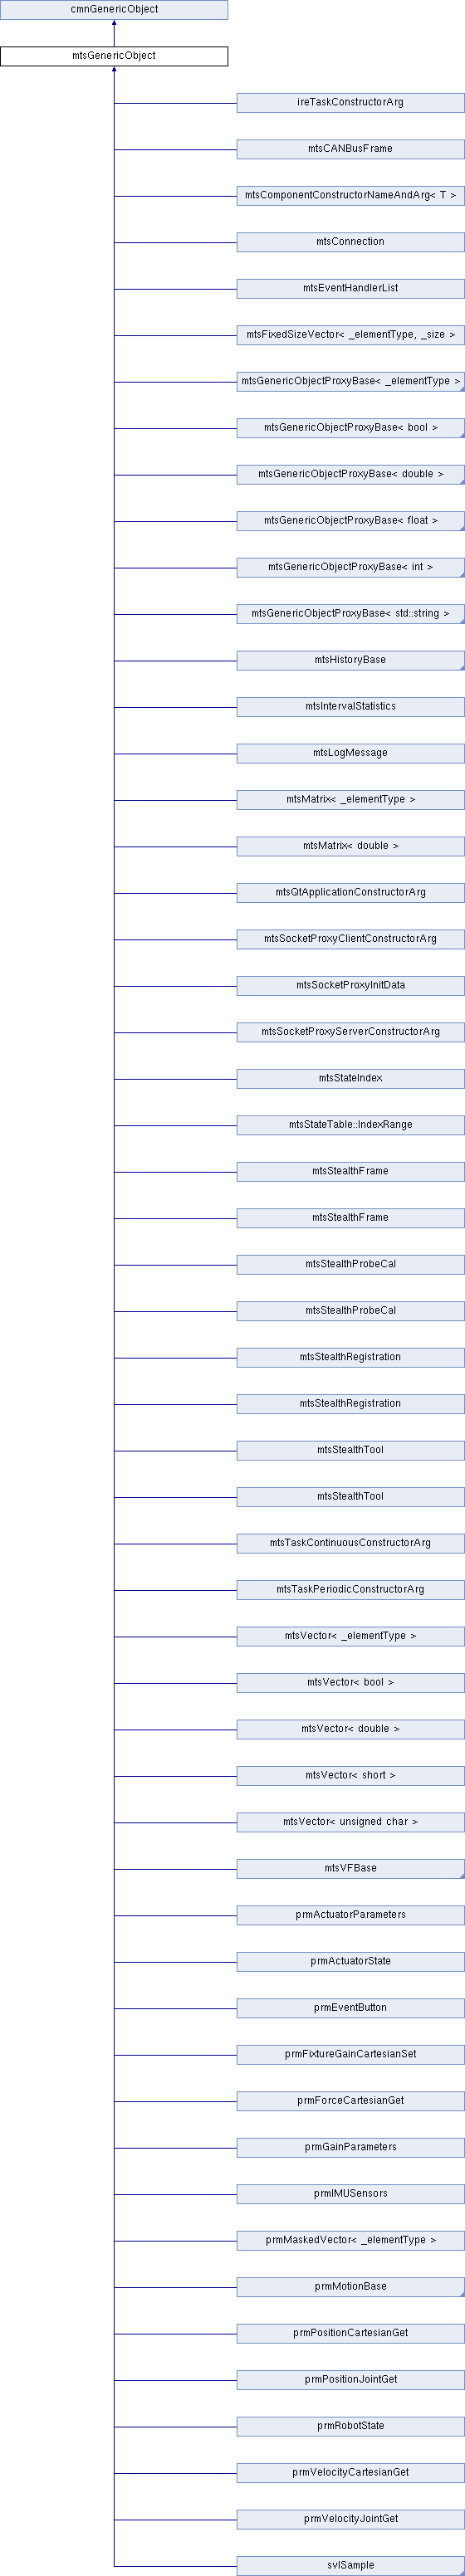 cmnGenericObject
mtsGenericObject
ireTaskConstructorArg
mtsCANBusFrame
mtsComponentConstructorNameAndArg< T >
mtsConnection
mtsEventHandlerList
mtsFixedSizeVector< _elementType, _size >
mtsGenericObjectProxyBase< _elementType >
mtsGenericObjectProxyBase< bool >
mtsGenericObjectProxyBase< double >
mtsGenericObjectProxyBase< float >
mtsGenericObjectProxyBase< int >
mtsGenericObjectProxyBase< std::string >
mtsHistoryBase
mtsIntervalStatistics
mtsLogMessage
mtsMatrix< _elementType >
mtsMatrix< double >
mtsQtApplicationConstructorArg
mtsSocketProxyClientConstructorArg
mtsSocketProxyInitData
mtsSocketProxyServerConstructorArg
mtsStateIndex
mtsStateTable::IndexRange
mtsStealthFrame
mtsStealthFrame
mtsStealthProbeCal
mtsStealthProbeCal
mtsStealthRegistration
mtsStealthRegistration
mtsStealthTool
mtsStealthTool
mtsTaskContinuousConstructorArg
mtsTaskPeriodicConstructorArg
mtsVector< _elementType >
mtsVector< bool >
mtsVector< double >
mtsVector< short >
mtsVector< unsigned char >
mtsVFBase
prmActuatorParameters
prmActuatorState
prmEventButton
prmFixtureGainCartesianSet
prmForceCartesianGet
prmGainParameters
prmIMUSensors
prmMaskedVector< _elementType >
prmMotionBase
prmPositionCartesianGet
prmPositionJointGet
prmRobotState
prmVelocityCartesianGet
prmVelocityJointGet
svlSample